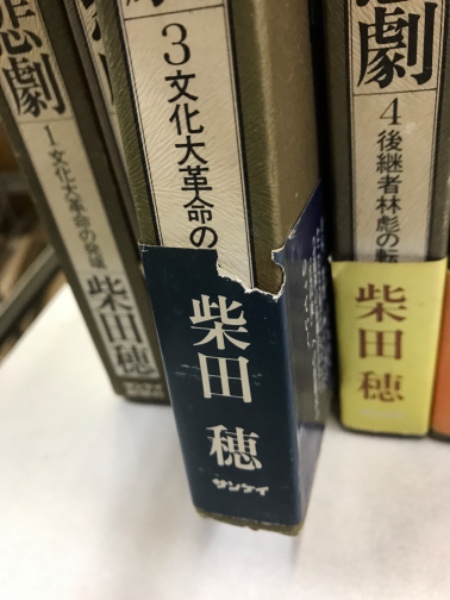 悲劇
1 文化大革命の発端
柴田穂
3 文化大革命の
柴田 穂
サンケイ
劇
4 後継者林彪の転
柴田 穂